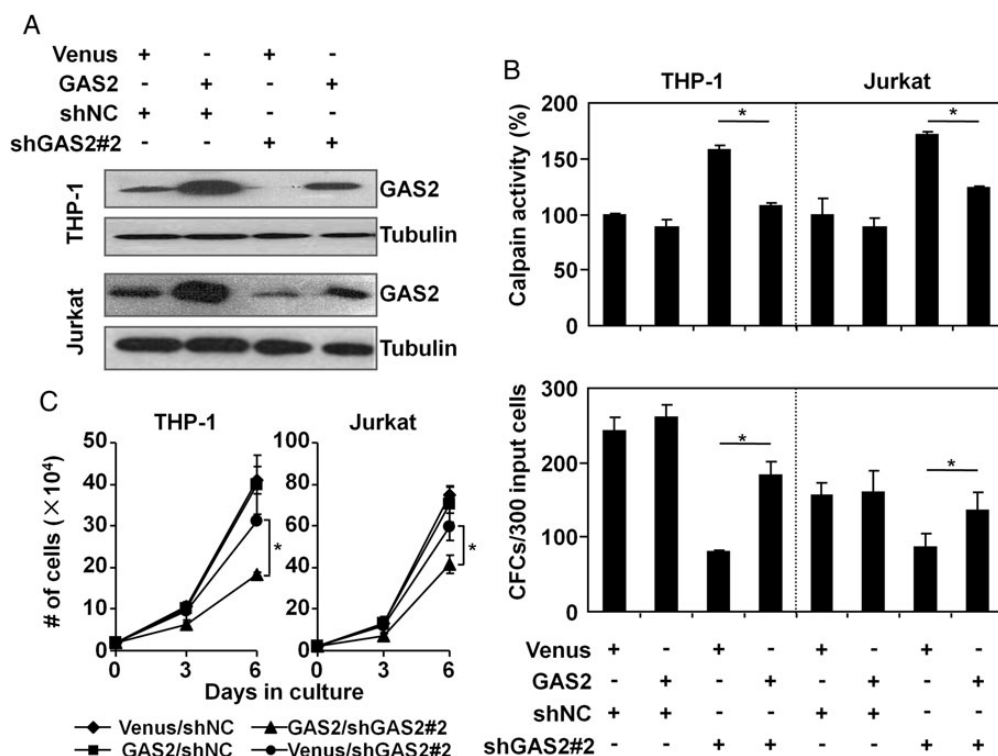 A
Venus + - + -
GAS2 - + - +
shNC + + - -
shGAS2#2 - - + +
THP-1
GAS2
Tubulin
Jurkat
GAS2
Tubulin
B
THP-1 Jurkat
Calpain activity (%)
200
150
100
50
0
* *
CFCs/300 input cells
300
200
100
0
* *
Venus + - + - + - + -
GAS2 - + - + - + - +
shNC + + - - + + - -
shGAS2#2 - - + + - - + +
C
THP-1 Jurkat
# of cells (×10⁴)
50
40
30
20
10
0
100
80
60
40
20
0
* *
0 3 6 0 3 6
Days in culture
Venus/shNC GAS2/shGAS2#2
GAS2/shNC Venus/shGAS2#2